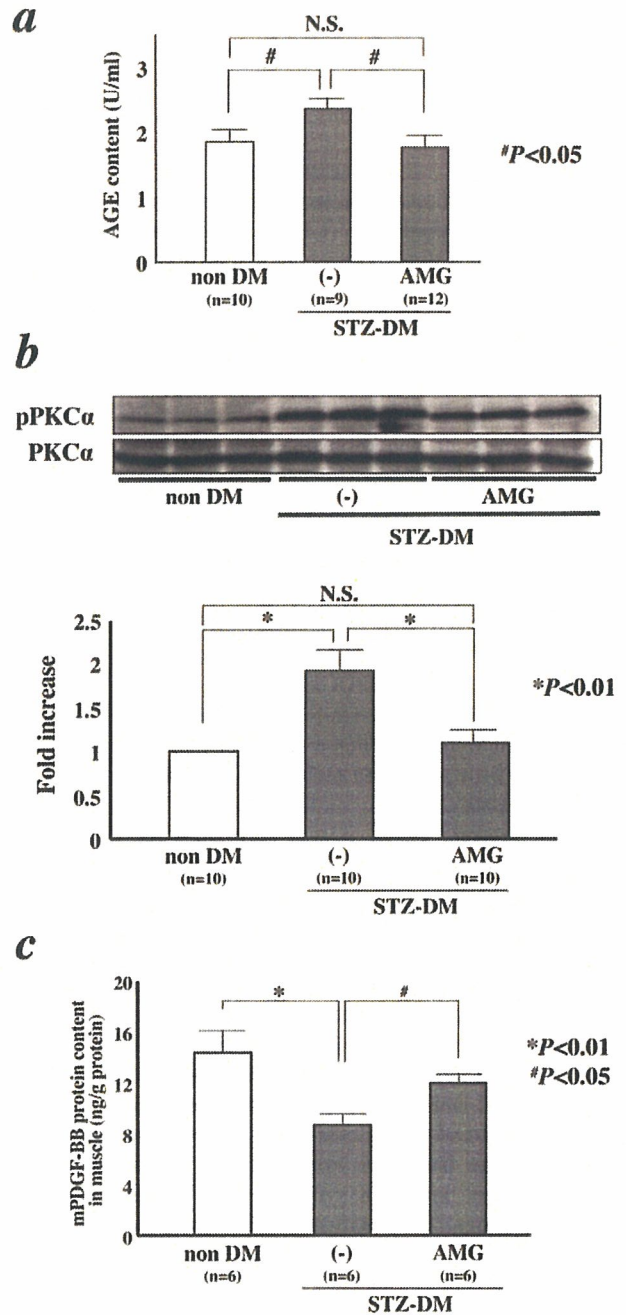 a
N.S.
# #
AGE content (U/ml)
3
2
1
0
#P<0.05
non DM (-) AMG
(n=10) (n=9) (n=12)
STZ-DM
b
pPKCα
PKCα
non DM (-) AMG
STZ-DM
N.S.
* *
Fold increase
2.5
2
1.5
1
0.5
0
*P<0.01
non DM (-) AMG
(n=10) (n=10) (n=10)
STZ-DM
c
mPDGF-BB protein content
in muscle (ng/g protein)
20
16
12
8
4
0
* #
*P<0.01
#P<0.05
non DM (-) AMG
(n=6) (n=6) (n=6)
STZ-DM